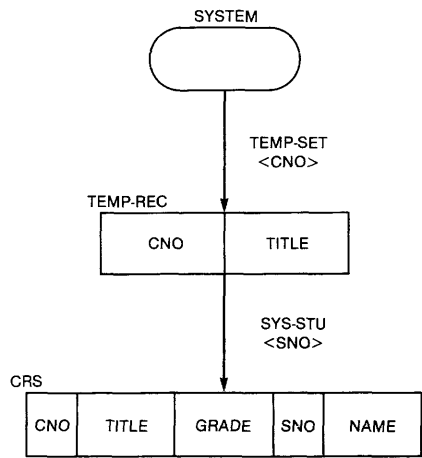 SYSTEM
TEMP-SET
<CNO>
TEMP-REC
CNO TITLE
SYS-STU
<SNO>
CRS
CNO TITLE GRADE SNO NAME